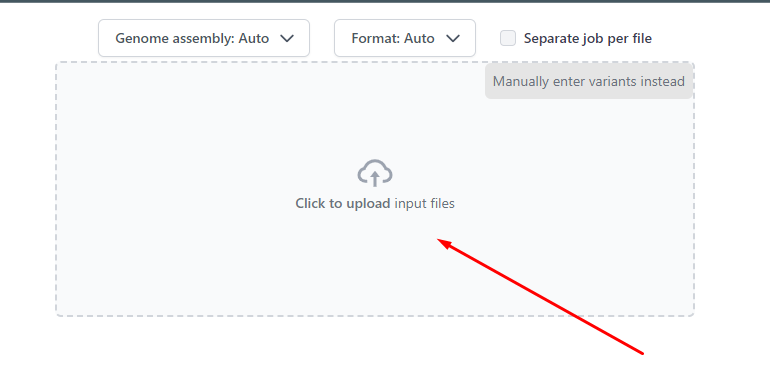 Genome assembly: Auto
Format: Auto
Separate job per file
Manually enter variants instead
Click to upload input files